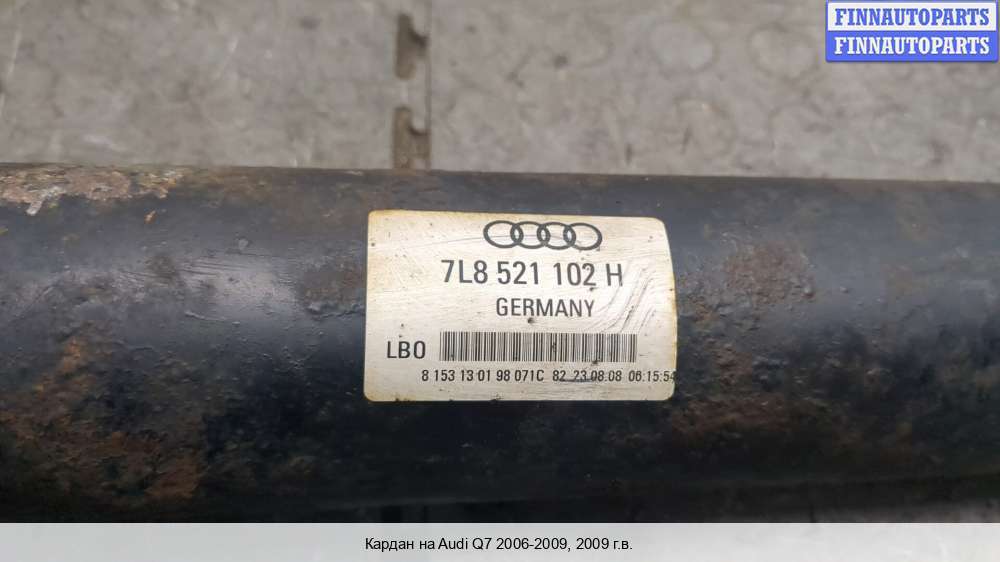 FINNAUTOPARTS
FINNAUTOPARTS
7L8 521 102 H
GERMANY
LBO
8 153 13 01 98 071C 82 23.08.08 06:15:54
Кардан на Audi Q7 2006-2009, 2009 г.в.